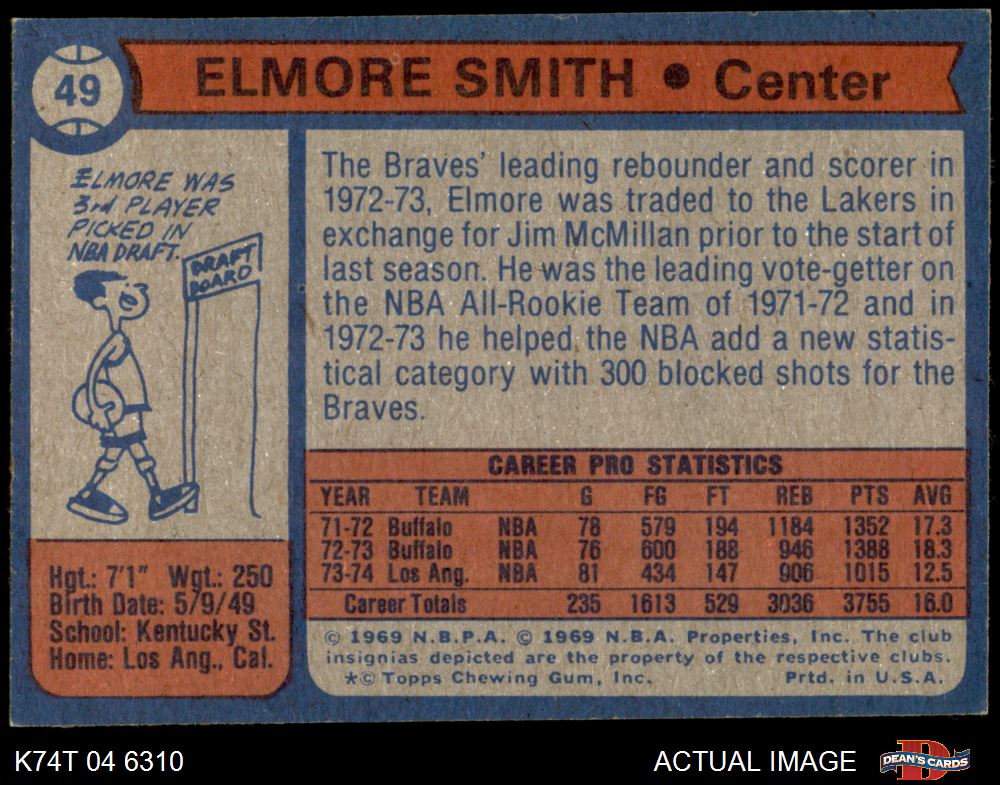 49
ELMORE SMITH • Center
ELMORE WAS
3rd PLAYER
PICKED IN
NBA DRAFT.
DRAFT
BOARD
The Braves' leading rebounder and scorer in
1972-73, Elmore was traded to the Lakers in
exchange for Jim McMillan prior to the start of
last season. He was the leading vote-getter on
the NBA All-Rookie Team of 1971-72 and in
1972-73 he helped the NBA add a new statis-
tical category with 300 blocked shots for the
Braves.
CAREER PRO STATISTICS
YEAR TEAM G FG FT REB PTS AVG
71-72 Buffalo NBA 78 579 194 1184 1352 17.3
72-73 Buffalo NBA 76 600 188 946 1388 18.3
73-74 Los Ang. NBA 81 434 147 906 1015 12.5
Career Totals 235 1613 529 3036 3755 16.0
Hgt.: 7'1" Wgt.: 250
Birth Date: 5/9/49
School: Kentucky St.
Home: Los Ang., Cal.
© 1969 N.B.P.A. © 1969 N.B.A. Properties, Inc. The club
insignias depicted are the property of the respective clubs.
*© Topps Chewing Gum, Inc. Prtd. in U.S.A.
K74T 04 6310
ACTUAL IMAGE
DEAN'S CARDS